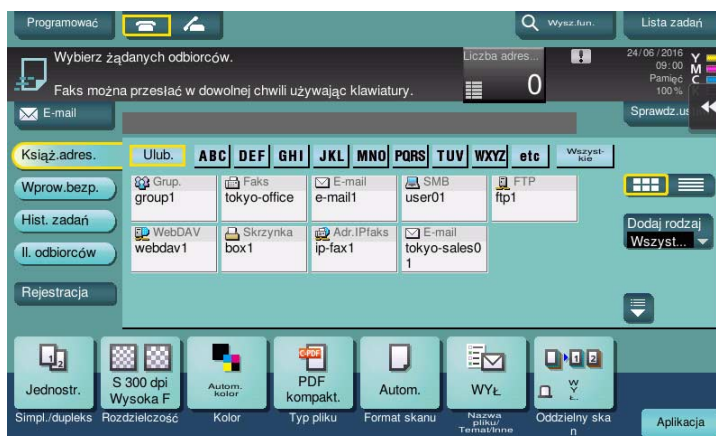 Programować
Wysz.fun.
Lista zadań
Wybierz żądanych odbiorców.
Liczba adres...
0
24/06/2016
09:00
Pamięć
100 %
Y
M
C
K
Faks można przesłać w dowolnej chwili używając klawiatury.
E-mail
Sprawdz.us
Książ.adres.
Ulub.
ABC
DEF
GHI
JKL
MNO
PQRS
TUV
WXYZ
etc
Wszyst-
kie
Wprow.bezp.
Hist. zadań
Il. odbiorców
Rejestracja
Grup.
group1
Faks
tokyo-office
E-mail
e-mail1
SMB
user01
FTP
ftp1
WebDAV
webdav1
Skrzynka
box1
Adr.IPfaks
ip-fax1
E-mail
tokyo-sales0
1
Dodaj rodzaj
Wszyst...
Jednostr.
S 300 dpi
Wysoka F
Autom.
kolor
cPDF
PDF
kompakt.
Autom.
WYŁ
W
Y
Ł
Simpl./dupleks
Rozdzielczość
Kolor
Typ pliku
Format skanu
Nazwa
pliku/
Temat/Inne
Oddzielny ska
n
Aplikacja